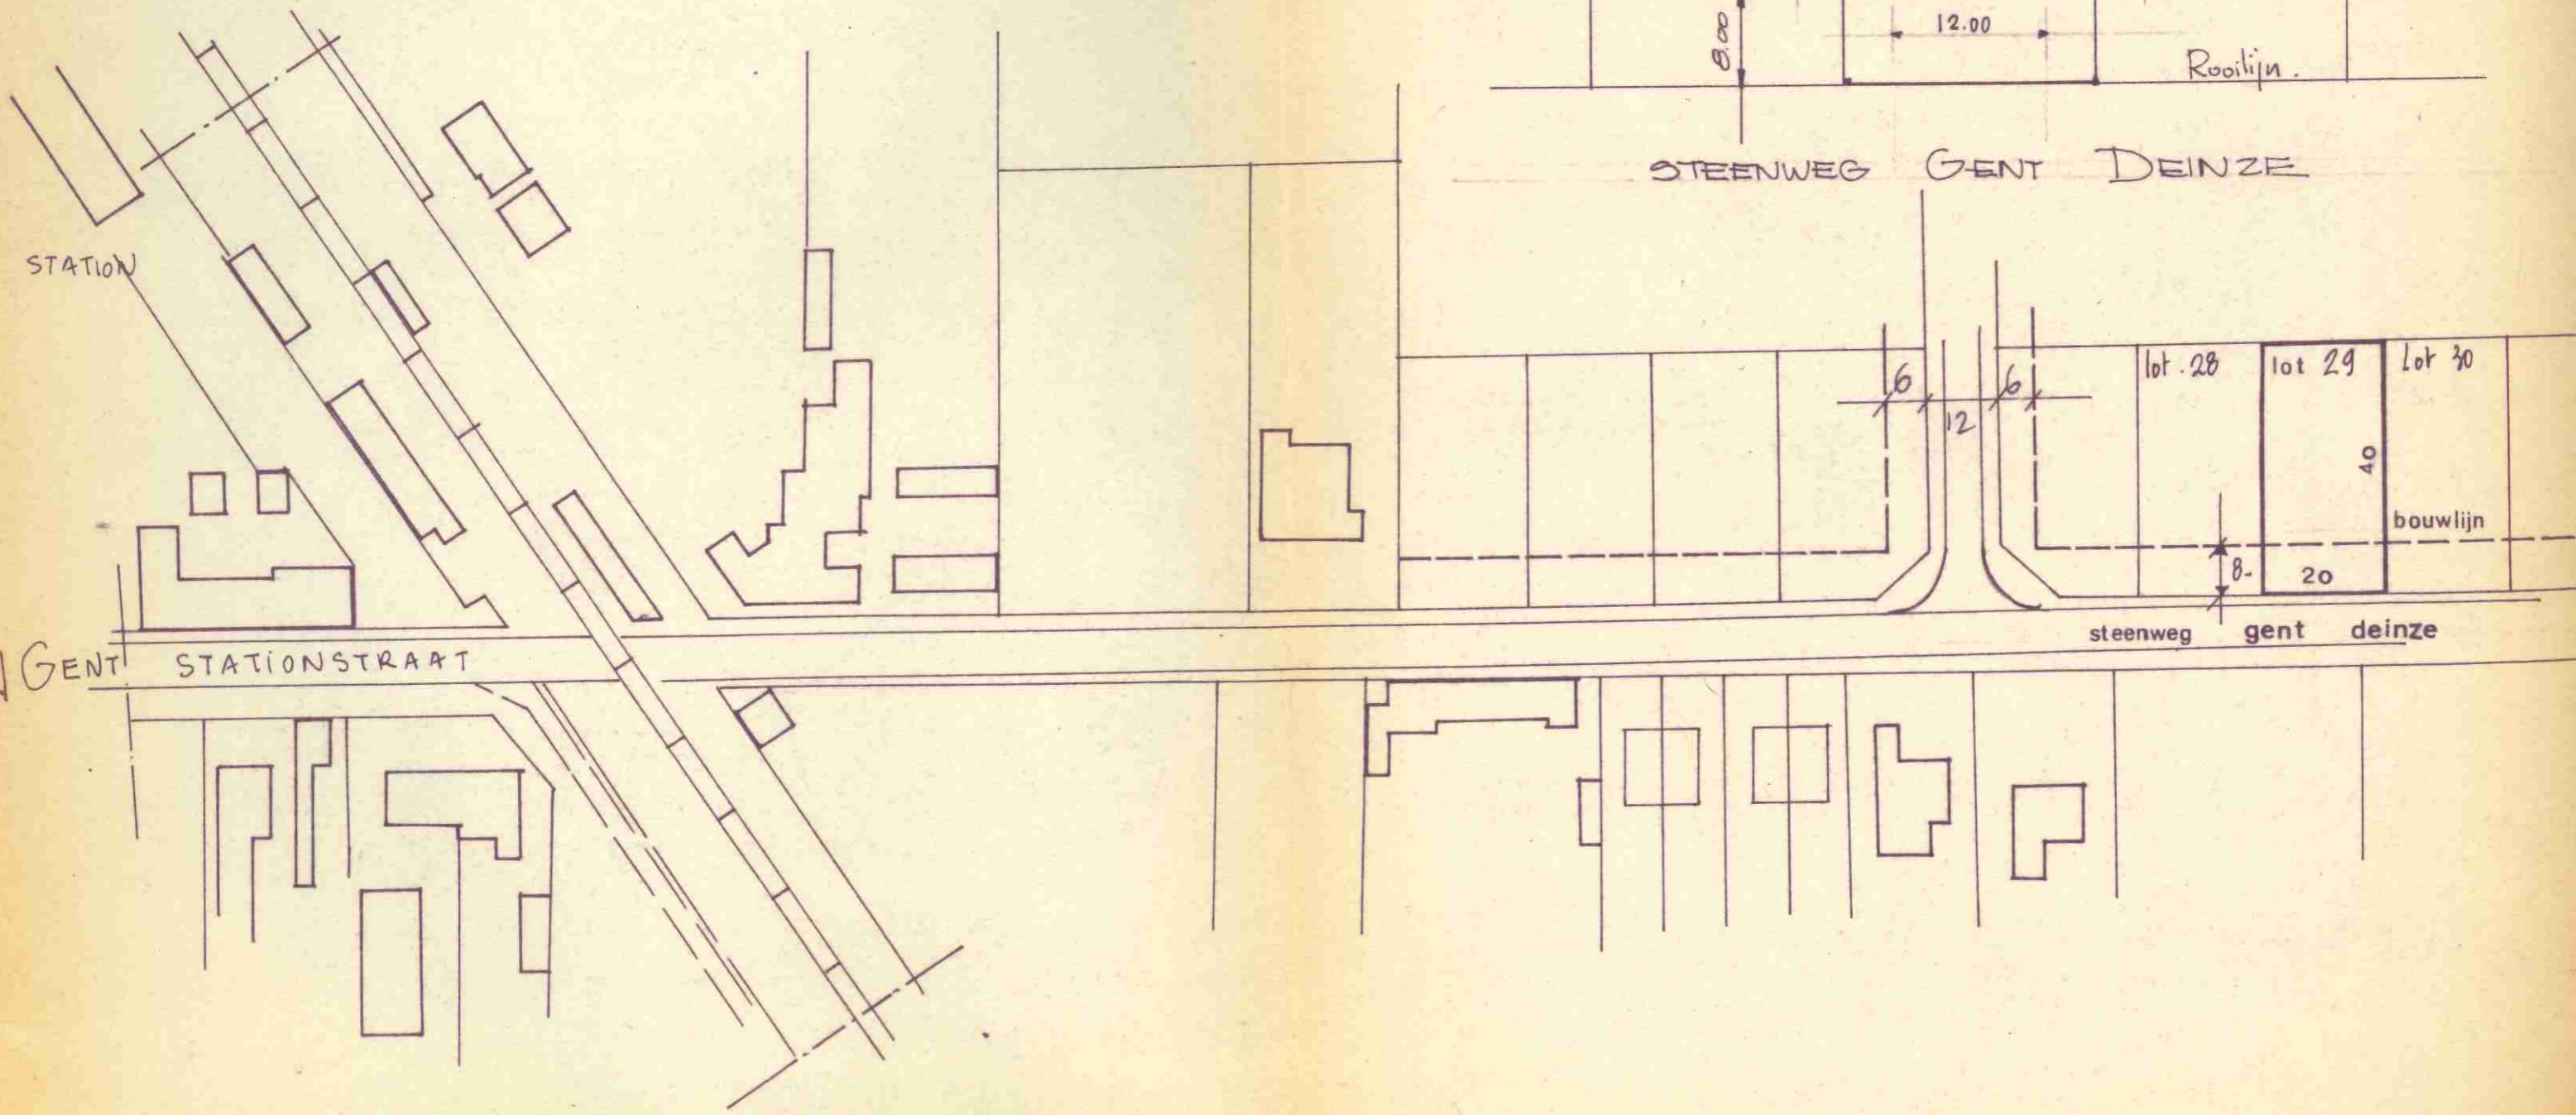 12.00
8.00
Rooilijn.
STEENWEG GENT DEINZE
STATION
lot. 28
lot 29
Lot 30
6
6
12
40
bouwlijn
8-
20
steenweg gent deinze
GENT
STATIONSTRAAT